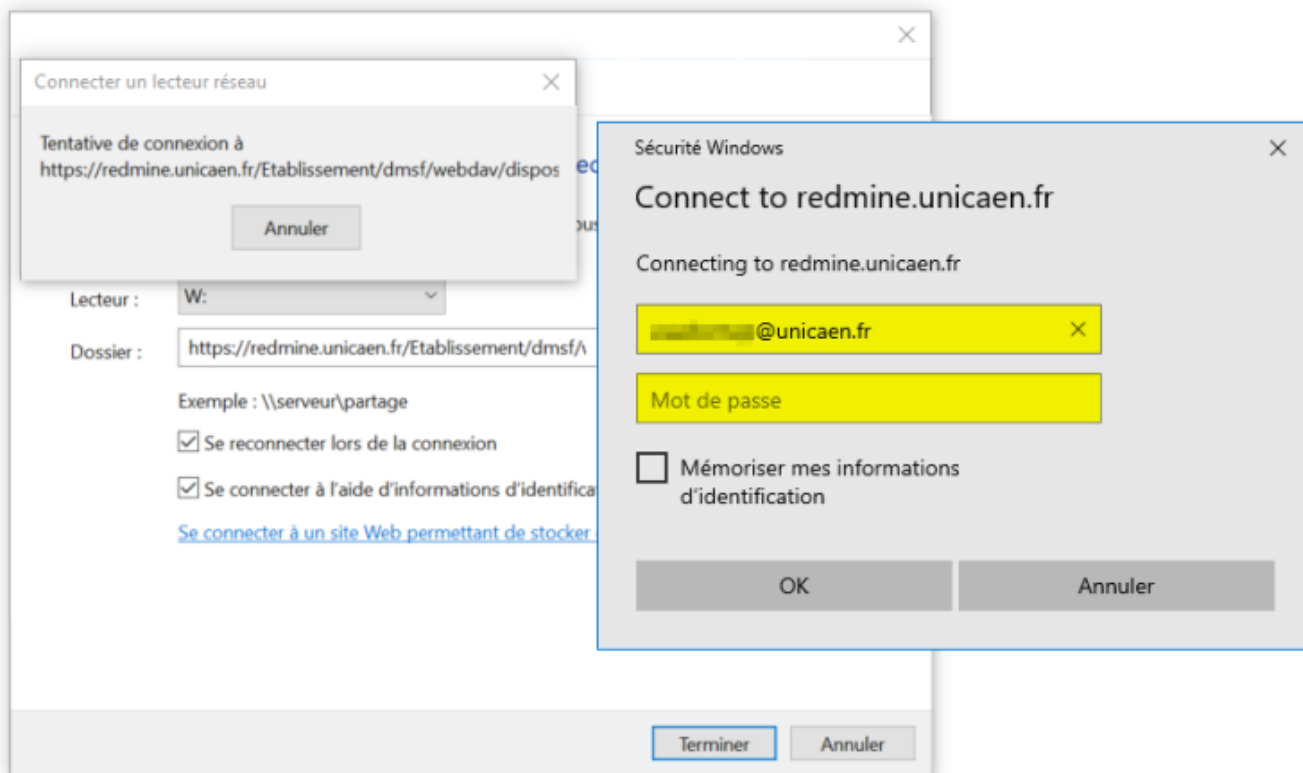 Connecter un lecteur réseau
Tentative de connexion à
https://redmine.unicaen.fr/Etablissement/dmsf/webdav/dispos
Lecteur :
W:
Dossier :
https://redmine.unicaen.fr/Etablissement/dmsf/\
Exemple : \\serveur\partage
Se reconnecter lors de la connexion
Se connecter à l'aide d'informations
Se connecter à un site Web permettant de stocker
Terminer
Annuler
Annuler
Sécurité Windows
Connect to redmine.unicaen.fr
Connecting to redmine.unicaen.fr
@unicaen.fr
Mot de passe
Mémoriser mes informations
d'identification
OK
Annuler